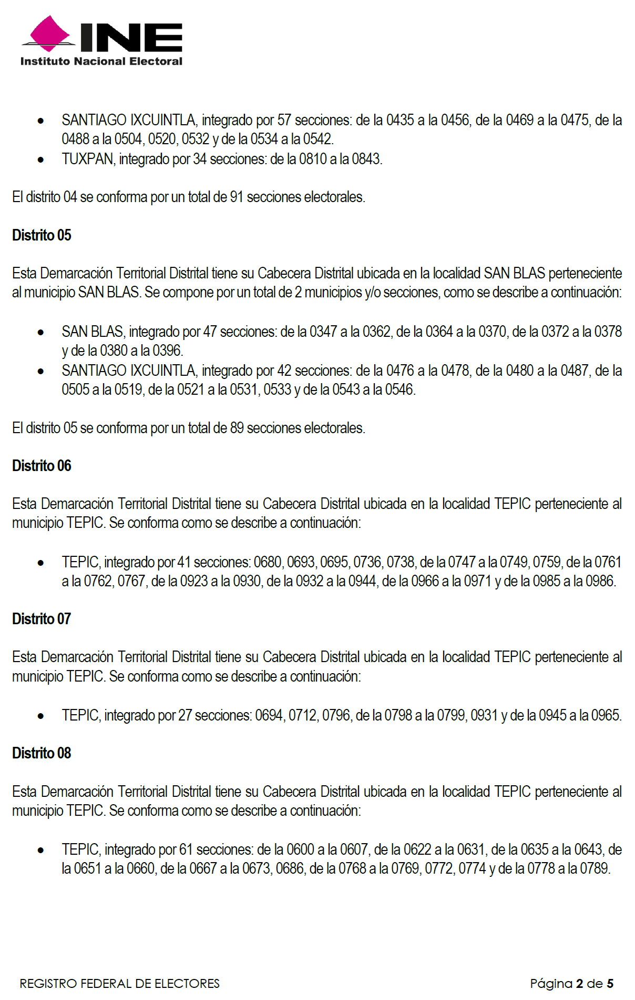 INE
Instituto Nacional Electoral
• SANTIAGO IXCUINTLA, integrado por 57 secciones: de la 0435 a la 0456, de la 0469 a la 0475, de la
0488 a la 0504, 0520, 0532 y de la 0534 a la 0542.
• TUXPAN, integrado por 34 secciones: de la 0810 a la 0843.
El distrito 04 se conforma por un total de 91 secciones electorales.
Distrito 05
Esta Demarcación Territorial Distrital tiene su Cabecera Distrital ubicada en la localidad SAN BLAS perteneciente
al municipio SAN BLAS. Se compone por un total de 2 municipios y/o secciones, como se describe a continuación:
• SAN BLAS, integrado por 47 secciones: de la 0347 a la 0362, de la 0364 a la 0370, de la 0372 a la 0378
y de la 0380 a la 0396.
• SANTIAGO IXCUINTLA, integrado por 42 secciones: de la 0476 a la 0478, de la 0480 a la 0487, de la
0505 a la 0519, de la 0521 a la 0531, 0533 y de la 0543 a la 0546.
El distrito 05 se conforma por un total de 89 secciones electorales.
Distrito 06
Esta Demarcación Territorial Distrital tiene su Cabecera Distrital ubicada en la localidad TEPIC perteneciente al
municipio TEPIC. Se conforma como se describe a continuación:
• TEPIC, integrado por 41 secciones: 0680, 0693, 0695, 0736, 0738, de la 0747 a la 0749, 0759, de la 0761
a la 0762, 0767, de la 0923 a la 0930, de la 0932 a la 0944, de la 0966 a la 0971 y de la 0985 a la 0986.
Distrito 07
Esta Demarcación Territorial Distrital tiene su Cabecera Distrital ubicada en la localidad TEPIC perteneciente al
municipio TEPIC. Se conforma como se describe a continuación:
• TEPIC, integrado por 27 secciones: 0694, 0712, 0796, de la 0798 a la 0799, 0931 y de la 0945 a la 0965.
Distrito 08
Esta Demarcación Territorial Distrital tiene su Cabecera Distrital ubicada en la localidad TEPIC perteneciente al
municipio TEPIC. Se conforma como se describe a continuación:
• TEPIC, integrado por 61 secciones: de la 0600 a la 0607, de la 0622 a la 0631, de la 0635 a la 0643, de
la 0651 a la 0660, de la 0667 a la 0673, 0686, de la 0768 a la 0769, 0772, 0774 y de la 0778 a la 0789.
REGISTRO FEDERAL DE ELECTORES Página 2 de 5